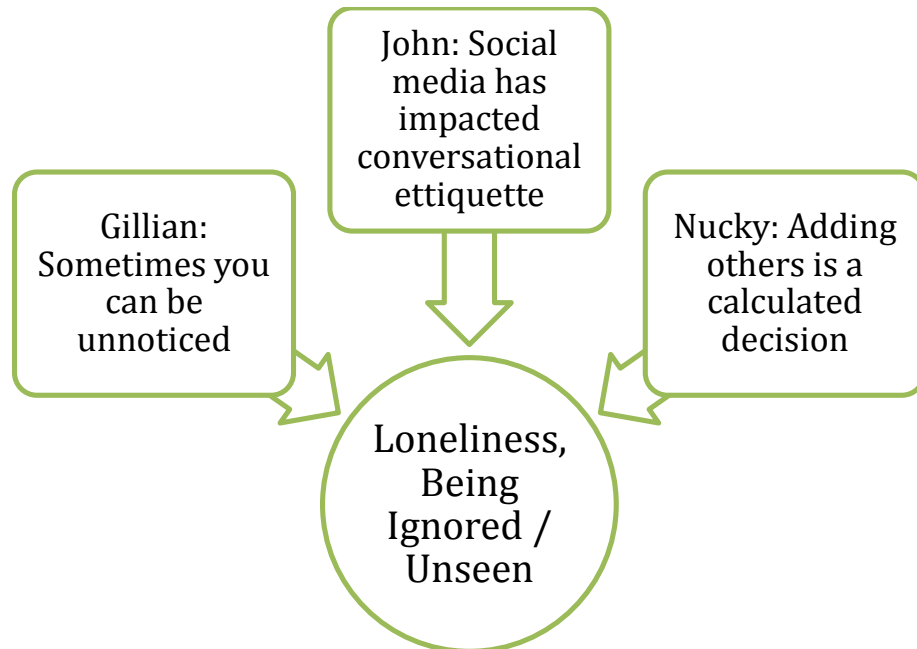 John: Social
media has
impacted
conversational
ettiquette
Gillian:
Sometimes you
can be
unnoticed
Nucky: Adding
others is a
calculated
decision
Loneliness,
Being
Ignored /
Unseen